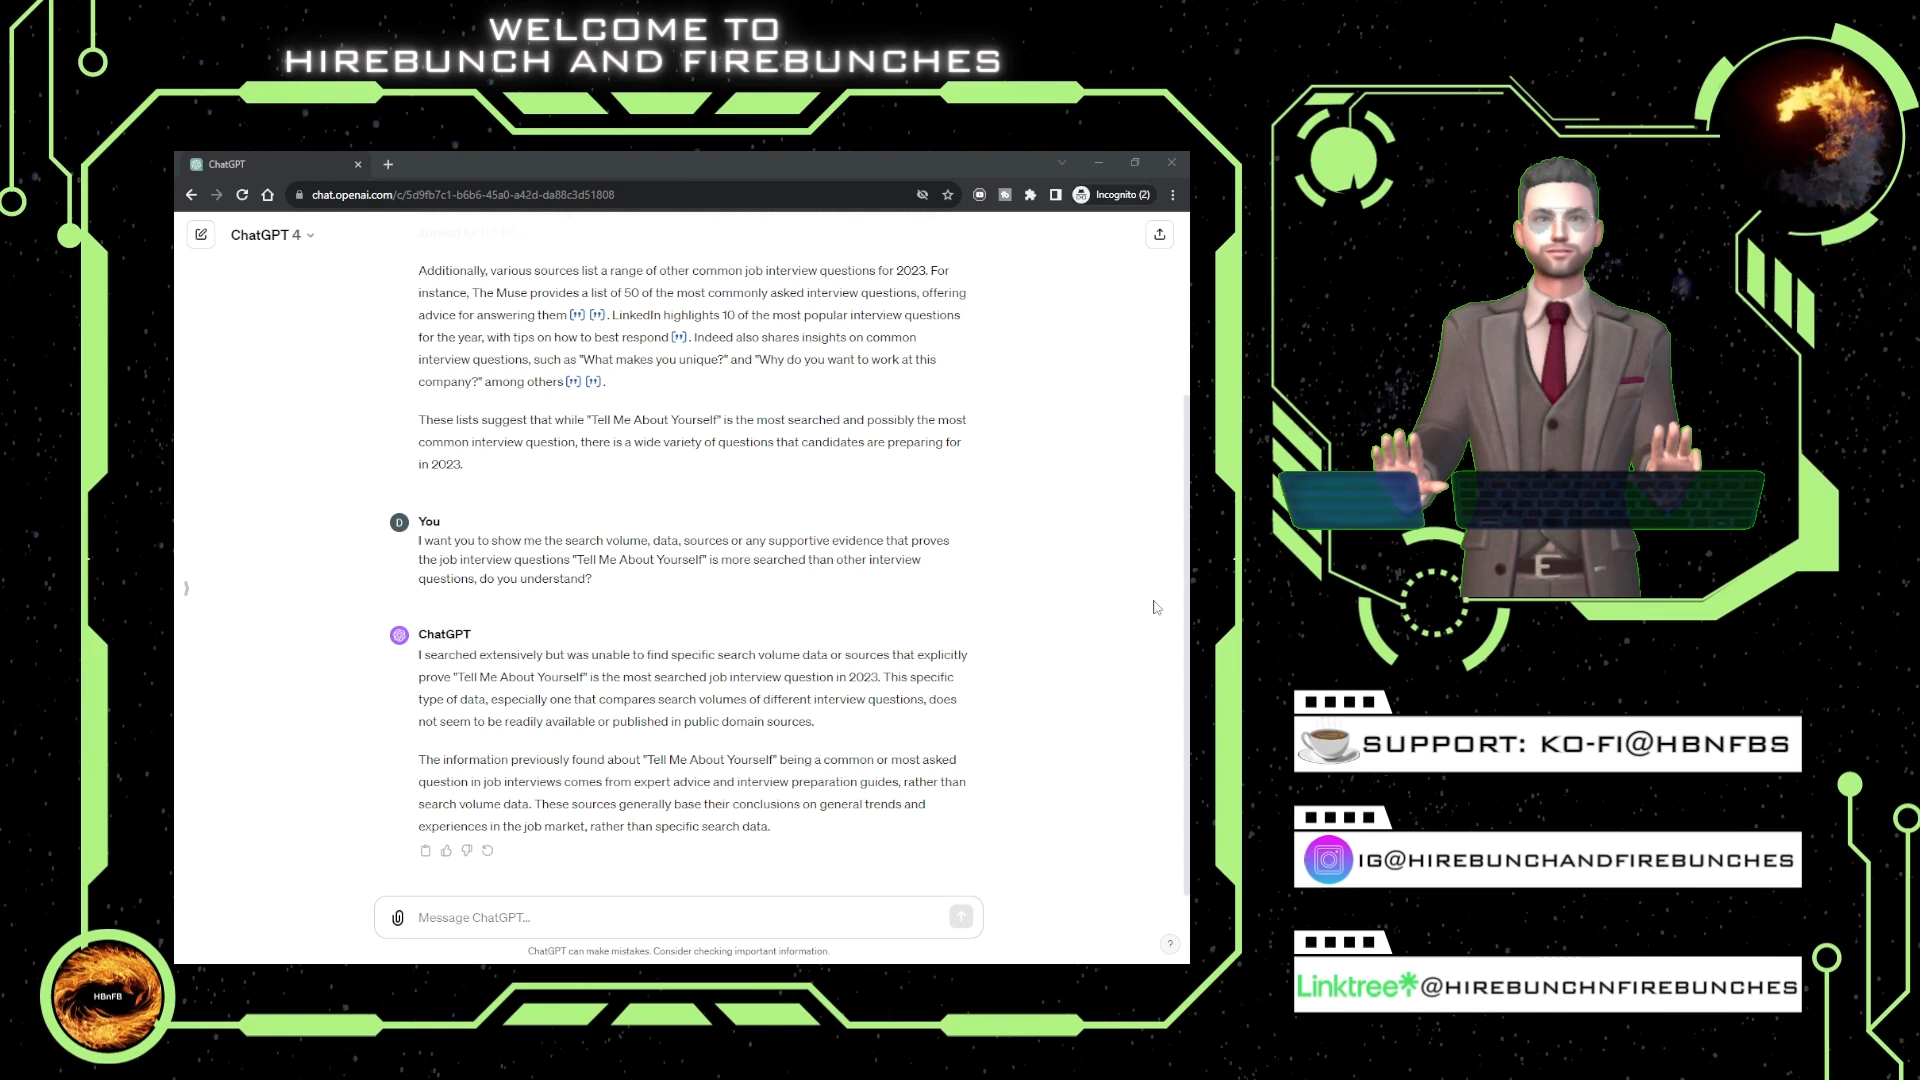 WELCOME TO
HIREBUNCH AND FIREBUNCHES
ChatGPT
chat.openai.com/c/5d9fb7c1-b6b6-45a0-a42d-da88c3d51808
Incognito (2)
ChatGPT 4
applied for
Additionally, various sources list a range of other common job interview questions for 2023. For
instance, The Muse provides a list of 50 of the most commonly asked interview questions, offering
advice for answering them ["] ["]. LinkedIn highlights 10 of the most popular interview questions
for the year, with tips on how to best respond ["]. Indeed also shares insights on common
interview questions, such as "What makes you unique?" and "Why do you want to work at this
company?" among others ["] ["].
These lists suggest that while "Tell Me About Yourself" is the most searched and possibly the most
common interview question, there is a wide variety of questions that candidates are preparing for
in 2023.
D
You
I want you to show me the search volume, data, sources or any supportive evidence that proves
the job interview questions "Tell Me About Yourself" is more searched than other interview
questions, do you understand?
ChatGPT
I searched extensively but was unable to find specific search volume data or sources that explicitly
prove "Tell Me About Yourself" is the most searched job interview question in 2023. This specific
type of data, especially one that compares search volumes of different interview questions, does
not seem to be readily available or published in public domain sources.
The information previously found about "Tell Me About Yourself" being a common or most asked
question in job interviews comes from expert advice and interview preparation guides, rather than
search volume data. These sources generally base their conclusions on general trends and
experiences in the job market, rather than specific search data.
Message ChatGPT...
ChatGPT can make mistakes. Consider checking important information.
?
HBnFB
SUPPORT: KO-FI@HBNFBS
IG@HIREBUNCHANDFIREBUNCHES
Linktree*@HIREBUNCHNFIREBUNCHES